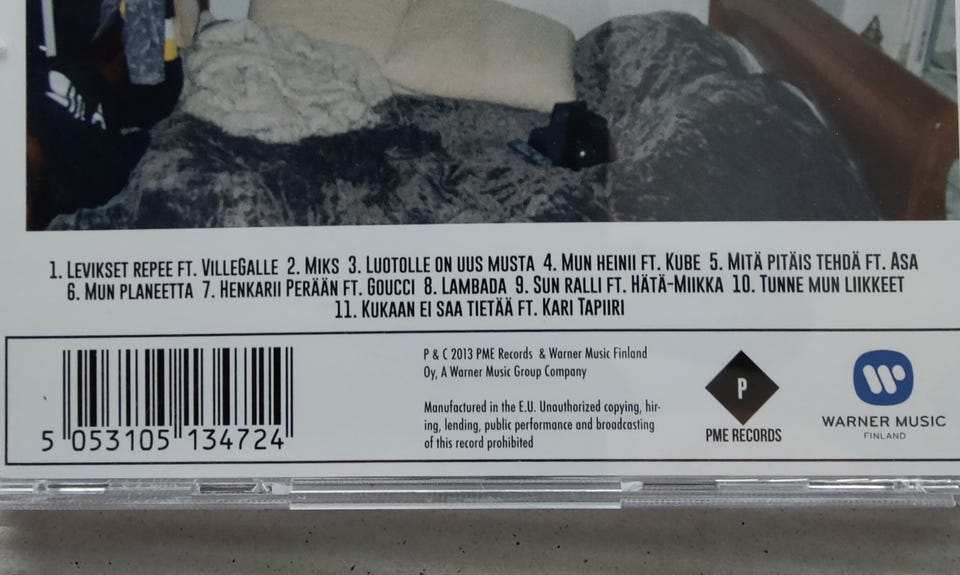 1. Levikset repee ft. VilleGalle 2. Miks 3. Luotolle on uus musta 4. Mun heinii ft. Kube 5. Mitä pitäis tehdä ft. Asa
6. Mun planeetta 7. Henkarii Perään ft. Goucci 8. Lambada 9. Sun ralli ft. Hätä-Miikka 10. Tunne mun liikkeet
11. Kukaan ei saa tietää ft. Kari Tapiiri
P & C 2013 PME Records & Warner Music Finland
Oy, A Warner Music Group Company
Manufactured in the E.U. Unauthorized copying, hir-
ing, lending, public performance and broadcasting
of this record prohibited
5 053105 134724
P
PME RECORDS
WARNER MUSIC
FINLAND